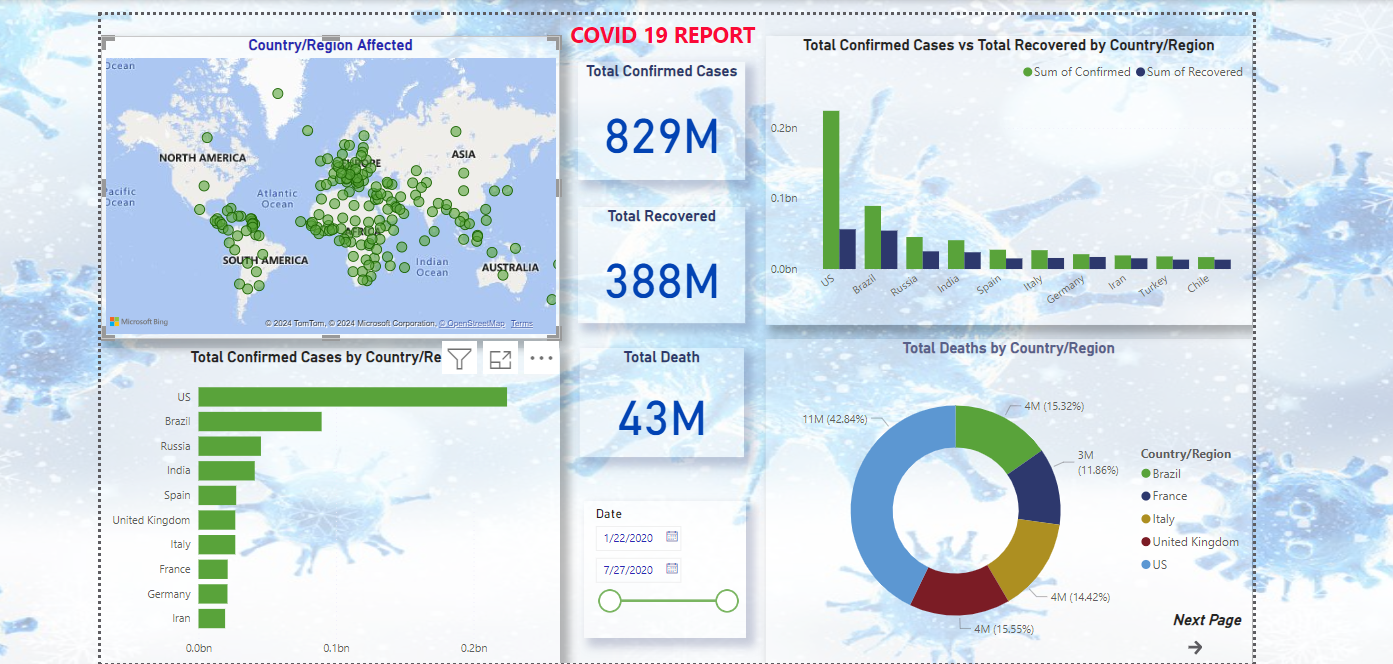 COVID 19 REPORT
Country/Region Affected
Ocean
NORTH AMERICA
EUROPE
ASIA
Pacific
Ocean
Atlantic
Ocean
AFRICA
SOUTH AMERICA
Indian
Ocean
AUSTRALIA
Microsoft Bing
© 2024 TomTom, © 2024 Microsoft Corporation, © OpenStreetMap Terms
Total Confirmed Cases
829M
Total Recovered
388M
Total Death
43M
Date
1/22/2020
7/27/2020
Total Confirmed Cases vs Total Recovered by Country/Region
Sum of Confirmed Sum of Recovered
0.2bn
0.1bn
0.0bn
US Brazil Russia India Spain Italy Germany Iran Turkey Chile
Total Confirmed Cases by Country/Re
US
Brazil
Russia
India
Spain
United Kingdom
Italy
France
Germany
Iran
0.0bn 0.1bn 0.2bn
Total Deaths by Country/Region
11M (42.84%)
4M (15.32%)
3M
(11.86%)
4M (14.42%)
4M (15.55%)
Country/Region
Brazil
France
Italy
United Kingdom
US
Next Page